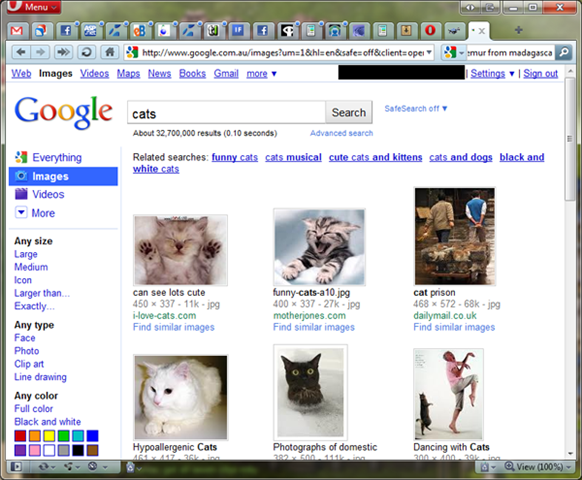 Menu
http://www.google.com.au/images?um=1&hl=en&safe=off&client=oper
emur from madagasca
Web Images Videos Maps News Books Gmail more ▼
| Settings ▼ | Sign out
Google
cats
Search
SafeSearch off ▼
About 32,700,000 results (0.10 seconds)
Advanced search
Everything
Images
Videos
More
Related searches: funny cats cats musical cute cats and kittens cats and dogs black and
white cats
Any size
Large
Medium
Icon
Larger than...
Exactly...
Any type
Face
Photo
Clip art
Line drawing
Any color
Full color
Black and white
can see lots cute
450 × 337 - 11k - jpg
i-love-cats.com
Find similar images
funny-cats-a10.jpg
400 × 337 - 27k - jpg
motherjones.com
Find similar images
cat prison
468 × 572 - 68k - jpg
dailymail.co.uk
Find similar images
Hypoallergenic Cats
461 × 417 - 36k - jpg
Photographs of domestic
382 × 500 - 11k - jpg
Dancing with Cats
300 × 400 - 39k - jpg
View (100%)